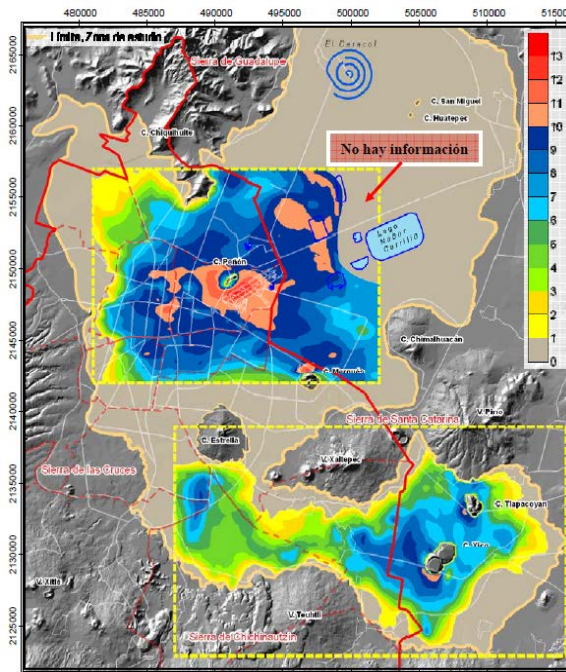 480000 485000 490000 495000 500000 505000 510000 515000
Límite, Zona de estudio
Sierra de Guadalupe
El Caracol
C. San Miguel
C. Huatepec
C. Chiquihuite
No hay información
Lago Nabor Carrillo
C. Peñón
C. Chimalhuacán
C. Marqués
V. Pino
Sierra de Santa Catarina
C. Estrella
V. Xaltepec
Sierra de las Cruces
C. Tlapacoyan
C. Xico
V. Xitle
V. Teuhtli
Sierra de Chichinautzin
2165000
2160000
2155000
2150000
2145000
2140000
2135000
2130000
2125000
13
12
11
10
9
8
7
6
5
4
3
2
1
0